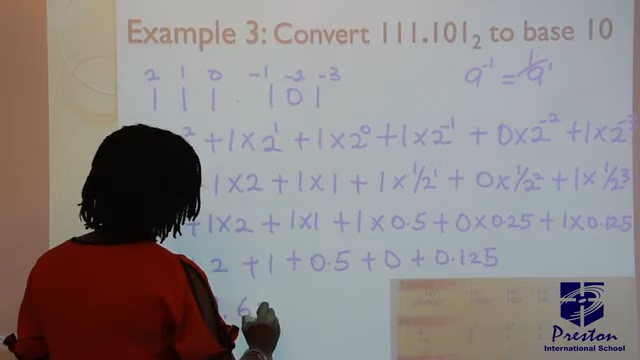 Example 3: Convert 111.101₂ to base 10
2 1 0 -1 -2 -3
1 1 1 . 1 0 1
a⁻¹ = 1/a¹
² + 1 × 2¹ + 1 × 2⁰ + 1 × 2⁻¹ + 0 × 2⁻² + 1 × 2⁻³
1 × 2 + 1 × 1 + 1 × 1/2¹ + 0 × 1/2² + 1 × 1/2³
+ 1 × 2 + 1 × 1 + 1 × 0.5 + 0 × 0.25 + 1 × 0.125
2 + 1 + 0.5 + 0 + 0.125
.6
Preston
International School